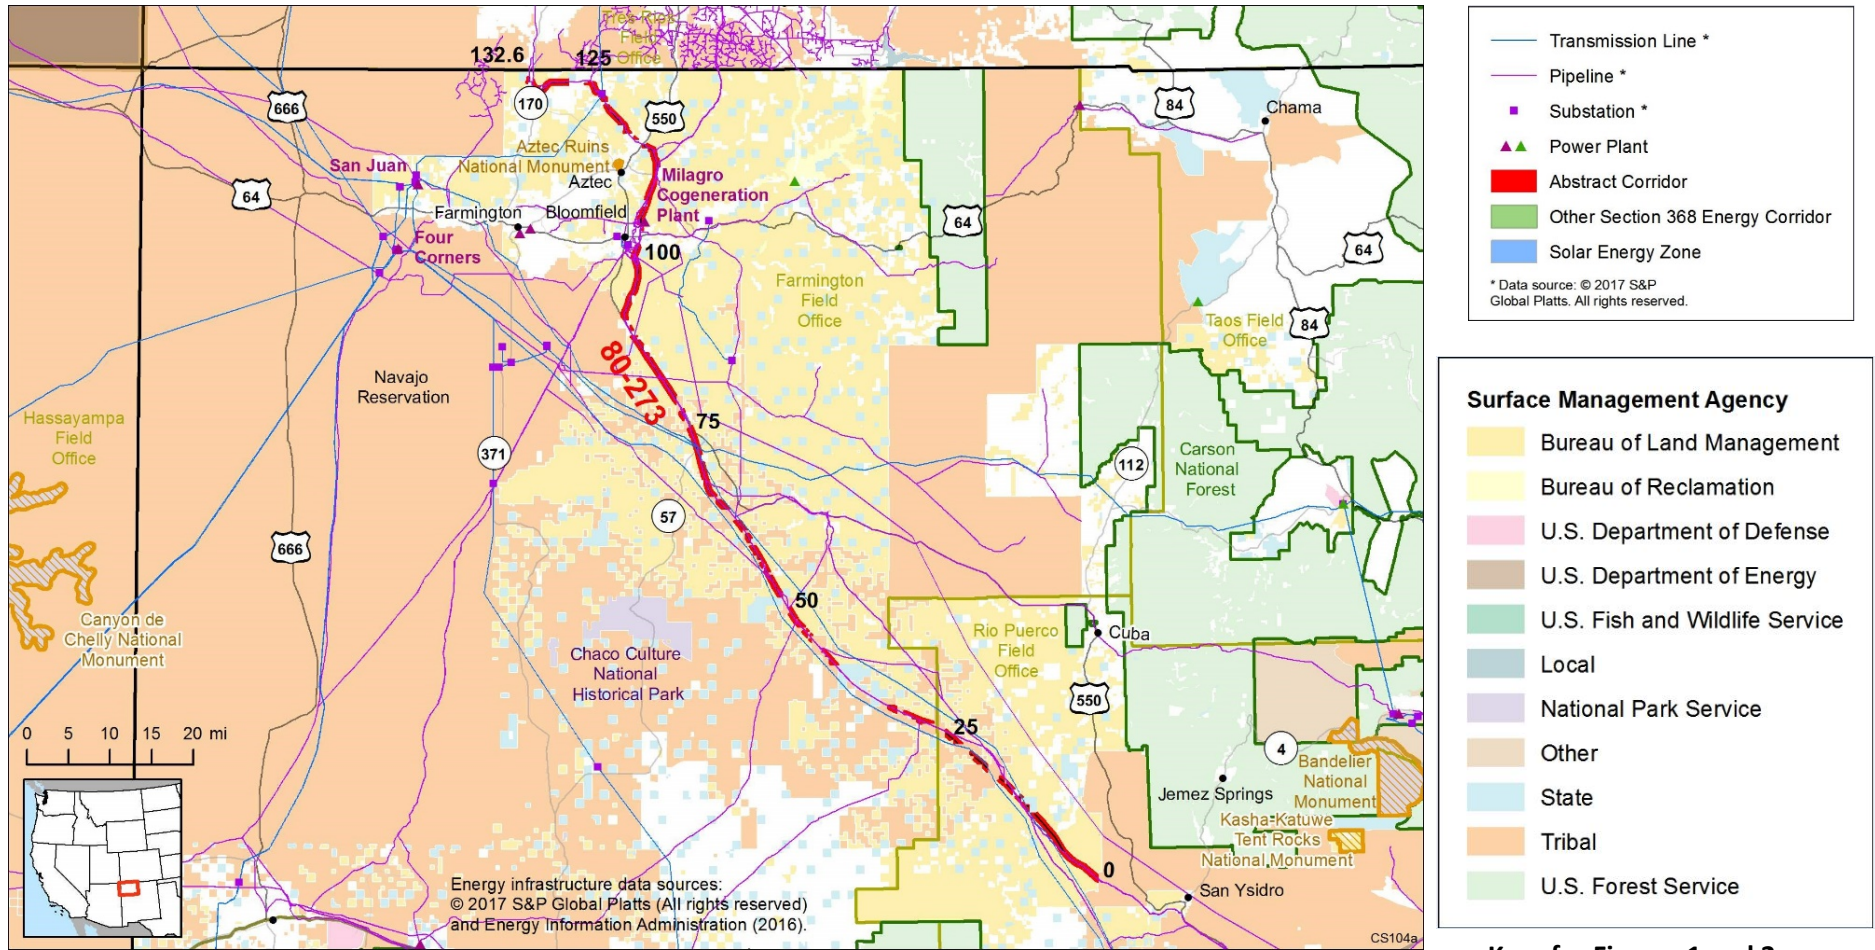 Tres Rios
Field
Office
132.6
125
170
666
550
84
Chama
Aztec Ruins
National Monument
Aztec
San Juan
Milagro
Cogeneration
Plant
64
Farmington
Bloomfield
64
Four
Corners
100
64
Farmington
Field
Office
Taos Field
Office
84
80-273
Navajo
Reservation
Hassayampa
Field
Office
75
371
112
Carson
National
Forest
57
666
50
Canyon de
Chelly National
Monument
Rio Puerco
Field
Office
Cuba
Chaco Culture
National
Historical Park
550
25
4
0 5 10 15 20 mi
Bandelier
National
Monument
Jemez Springs
Kasha-Katuwe
Tent Rocks
National Monument
0
San Ysidro
Energy infrastructure data sources:
© 2017 S&P Global Platts (All rights reserved)
and Energy Information Administration (2016).
CS104a
Transmission Line *
Pipeline *
Substation *
Power Plant
Abstract Corridor
Other Section 368 Energy Corridor
Solar Energy Zone
* Data source: © 2017 S&P
Global Platts. All rights reserved.
Surface Management Agency
Bureau of Land Management
Bureau of Reclamation
U.S. Department of Defense
U.S. Department of Energy
U.S. Fish and Wildlife Service
Local
National Park Service
Other
State
Tribal
U.S. Forest Service